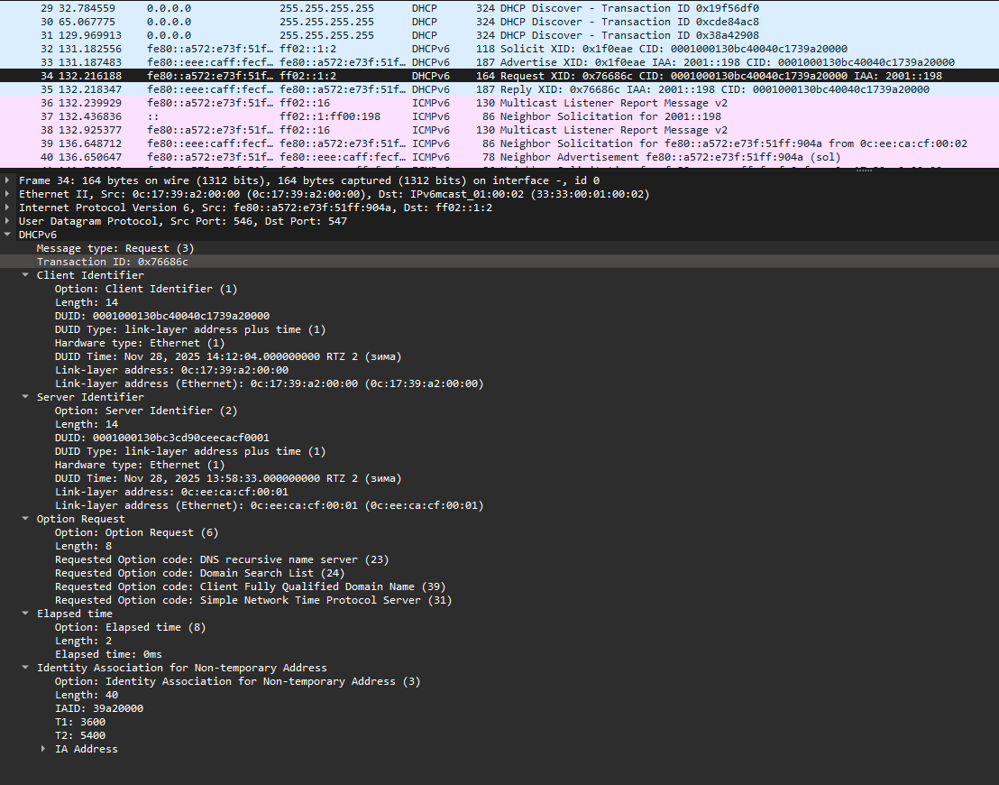 29 32.784559 0.0.0.0 255.255.255.255 DHCP 324 DHCP Discover - Transaction ID 0x19f56df0
30 65.067775 0.0.0.0 255.255.255.255 DHCP 324 DHCP Discover - Transaction ID 0xcde84ac8
31 129.969913 0.0.0.0 255.255.255.255 DHCP 324 DHCP Discover - Transaction ID 0x38a42908
32 131.182556 fe80::a572:e73f:51f… ff02::1:2 DHCPv6 118 Solicit XID: 0x1f0eae CID: 0001000130bc40040c1739a20000
33 131.187483 fe80::eee:caff:fecf… fe80::a572:e73f:51f… DHCPv6 187 Advertise XID: 0x1f0eae IAA: 2001::198 CID: 0001000130bc40040c1739a20000
34 132.216188 fe80::a572:e73f:51f… ff02::1:2 DHCPv6 164 Request XID: 0x76686c CID: 0001000130bc40040c1739a20000 IAA: 2001::198
35 132.218347 fe80::eee:caff:fecf… fe80::a572:e73f:51f… DHCPv6 187 Reply XID: 0x76686c IAA: 2001::198 CID: 0001000130bc40040c1739a20000
36 132.239929 fe80::a572:e73f:51f… ff02::16 ICMPv6 130 Multicast Listener Report Message v2
37 132.436836 :: ff02::1:ff00:198 ICMPv6 86 Neighbor Solicitation for 2001::198
38 132.925377 fe80::a572:e73f:51f… ff02::16 ICMPv6 130 Multicast Listener Report Message v2
39 136.648712 fe80::eee:caff:fecf… fe80::a572:e73f:51f… ICMPv6 86 Neighbor Solicitation for fe80::a572:e73f:51ff:904a from 0c:ee:ca:cf:00:02
40 136.650647 fe80::a572:e73f:51f… fe80::eee:caff:fecf… ICMPv6 78 Neighbor Advertisement fe80::a572:e73f:51ff:904a (sol)
Frame 34: 164 bytes on wire (1312 bits), 164 bytes captured (1312 bits) on interface -, id 0
Ethernet II, Src: 0c:17:39:a2:00:00 (0c:17:39:a2:00:00), Dst: IPv6mcast_01:00:02 (33:33:00:01:00:02)
Internet Protocol Version 6, Src: fe80::a572:e73f:51ff:904a, Dst: ff02::1:2
User Datagram Protocol, Src Port: 546, Dst Port: 547
DHCPv6
Message type: Request (3)
Transaction ID: 0x76686c
Client Identifier
Option: Client Identifier (1)
Length: 14
DUID: 0001000130bc40040c1739a20000
DUID Type: link-layer address plus time (1)
Hardware type: Ethernet (1)
DUID Time: Nov 28, 2025 14:12:04.000000000 RTZ 2 (зима)
Link-layer address: 0c:17:39:a2:00:00
Link-layer address (Ethernet): 0c:17:39:a2:00:00 (0c:17:39:a2:00:00)
Server Identifier
Option: Server Identifier (2)
Length: 14
DUID: 0001000130bc3cd90ceecacf0001
DUID Type: link-layer address plus time (1)
Hardware type: Ethernet (1)
DUID Time: Nov 28, 2025 13:58:33.000000000 RTZ 2 (зима)
Link-layer address: 0c:ee:ca:cf:00:01
Link-layer address (Ethernet): 0c:ee:ca:cf:00:01 (0c:ee:ca:cf:00:01)
Option Request
Option: Option Request (6)
Length: 8
Requested Option code: DNS recursive name server (23)
Requested Option code: Domain Search List (24)
Requested Option code: Client Fully Qualified Domain Name (39)
Requested Option code: Simple Network Time Protocol Server (31)
Elapsed time
Option: Elapsed time (8)
Length: 2
Elapsed time: 0ms
Identity Association for Non-temporary Address
Option: Identity Association for Non-temporary Address (3)
Length: 40
IAID: 39a20000
T1: 3600
T2: 5400
IA Address